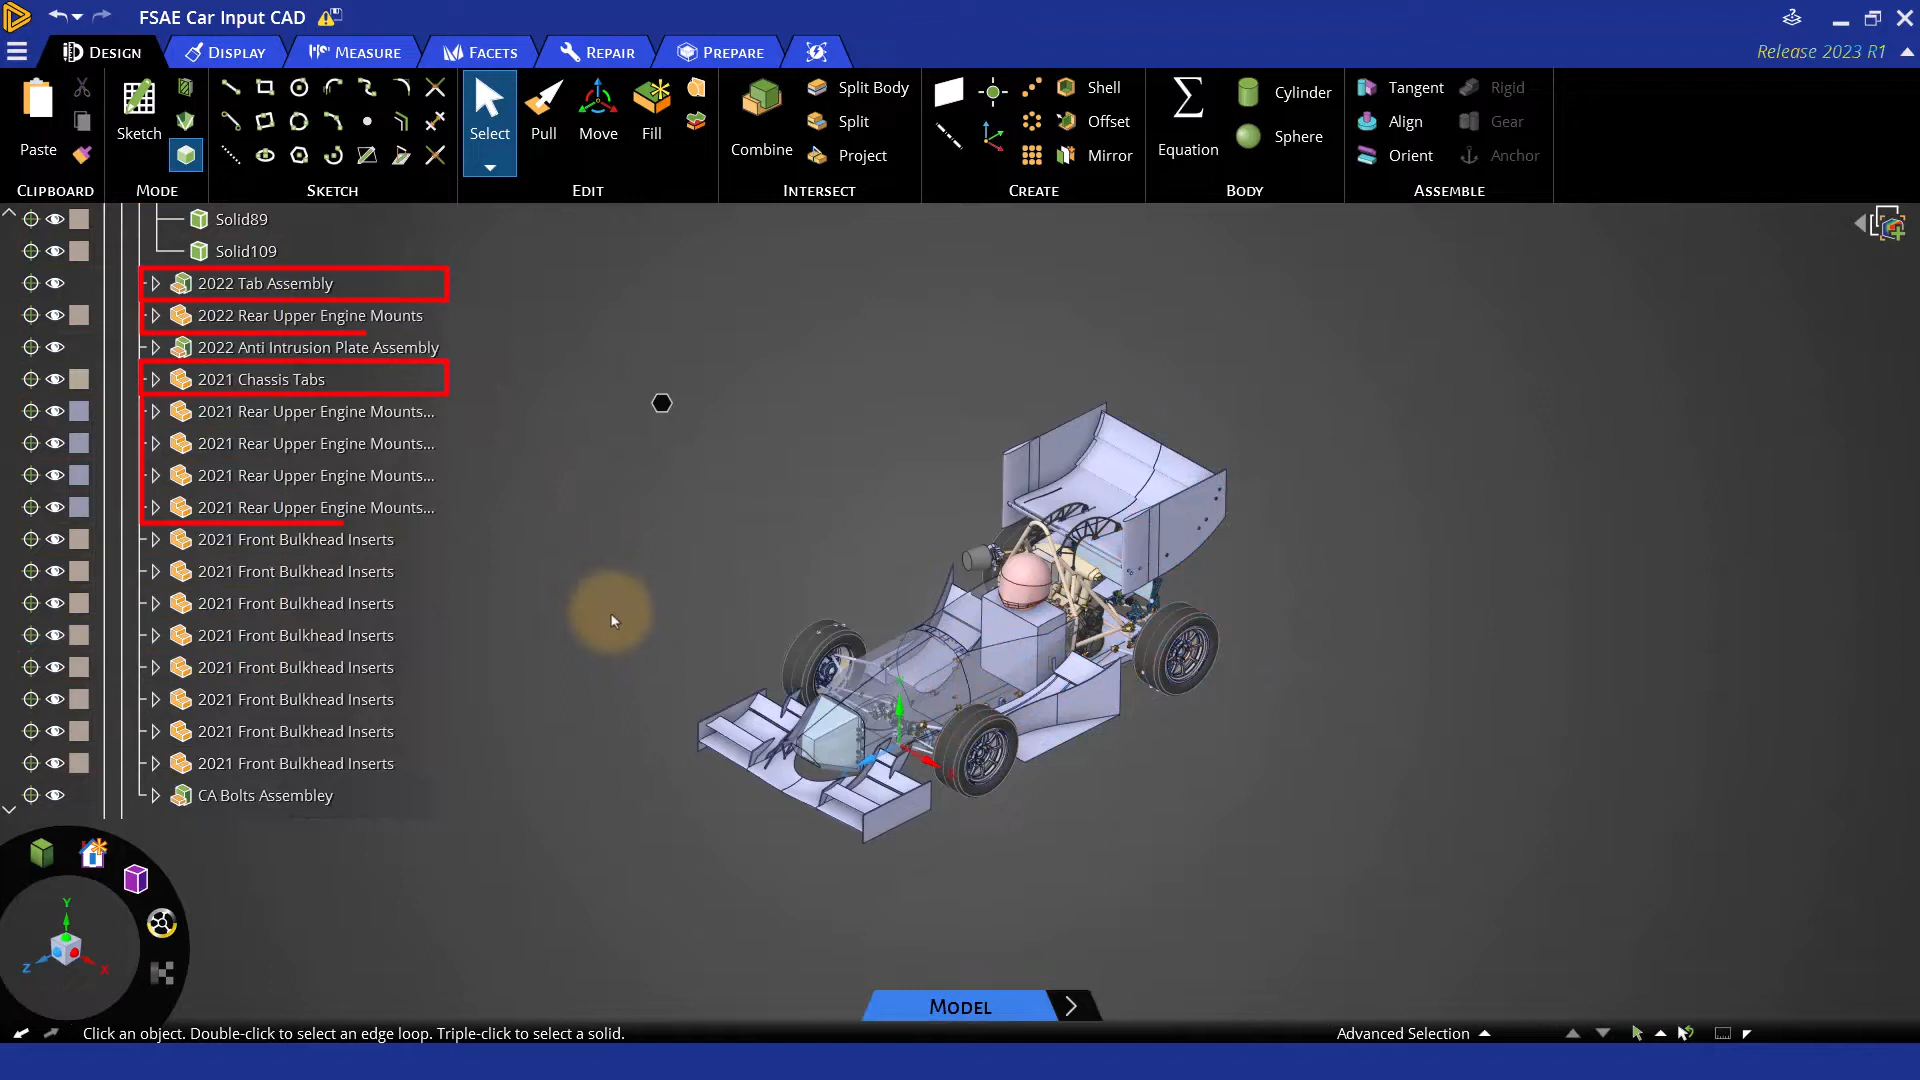 FSAE Car Input CAD
DESIGN DISPLAY MEASURE FACETS REPAIR PREPARE
Release 2023 R1
Paste
CLIPBOARD
Sketch
MODE
SKETCH
Select Pull Move Fill
EDIT
Combine Split Body
Split
Project
INTERSECT
Shell
Offset
Mirror
CREATE
Equation Cylinder
Sphere
BODY
Tangent Rigid
Align Gear
Orient Anchor
ASSEMBLE
Solid89
Solid109
2022 Tab Assembly
2022 Rear Upper Engine Mounts
2022 Anti Intrusion Plate Assembly
2021 Chassis Tabs
2021 Rear Upper Engine Mounts...
2021 Rear Upper Engine Mounts...
2021 Rear Upper Engine Mounts...
2021 Rear Upper Engine Mounts...
2021 Front Bulkhead Inserts
2021 Front Bulkhead Inserts
2021 Front Bulkhead Inserts
2021 Front Bulkhead Inserts
2021 Front Bulkhead Inserts
2021 Front Bulkhead Inserts
2021 Front Bulkhead Inserts
2021 Front Bulkhead Inserts
CA Bolts Assembley
Y
Z
X
MODEL
Click an object. Double-click to select an edge loop. Triple-click to select a solid.
Advanced Selection